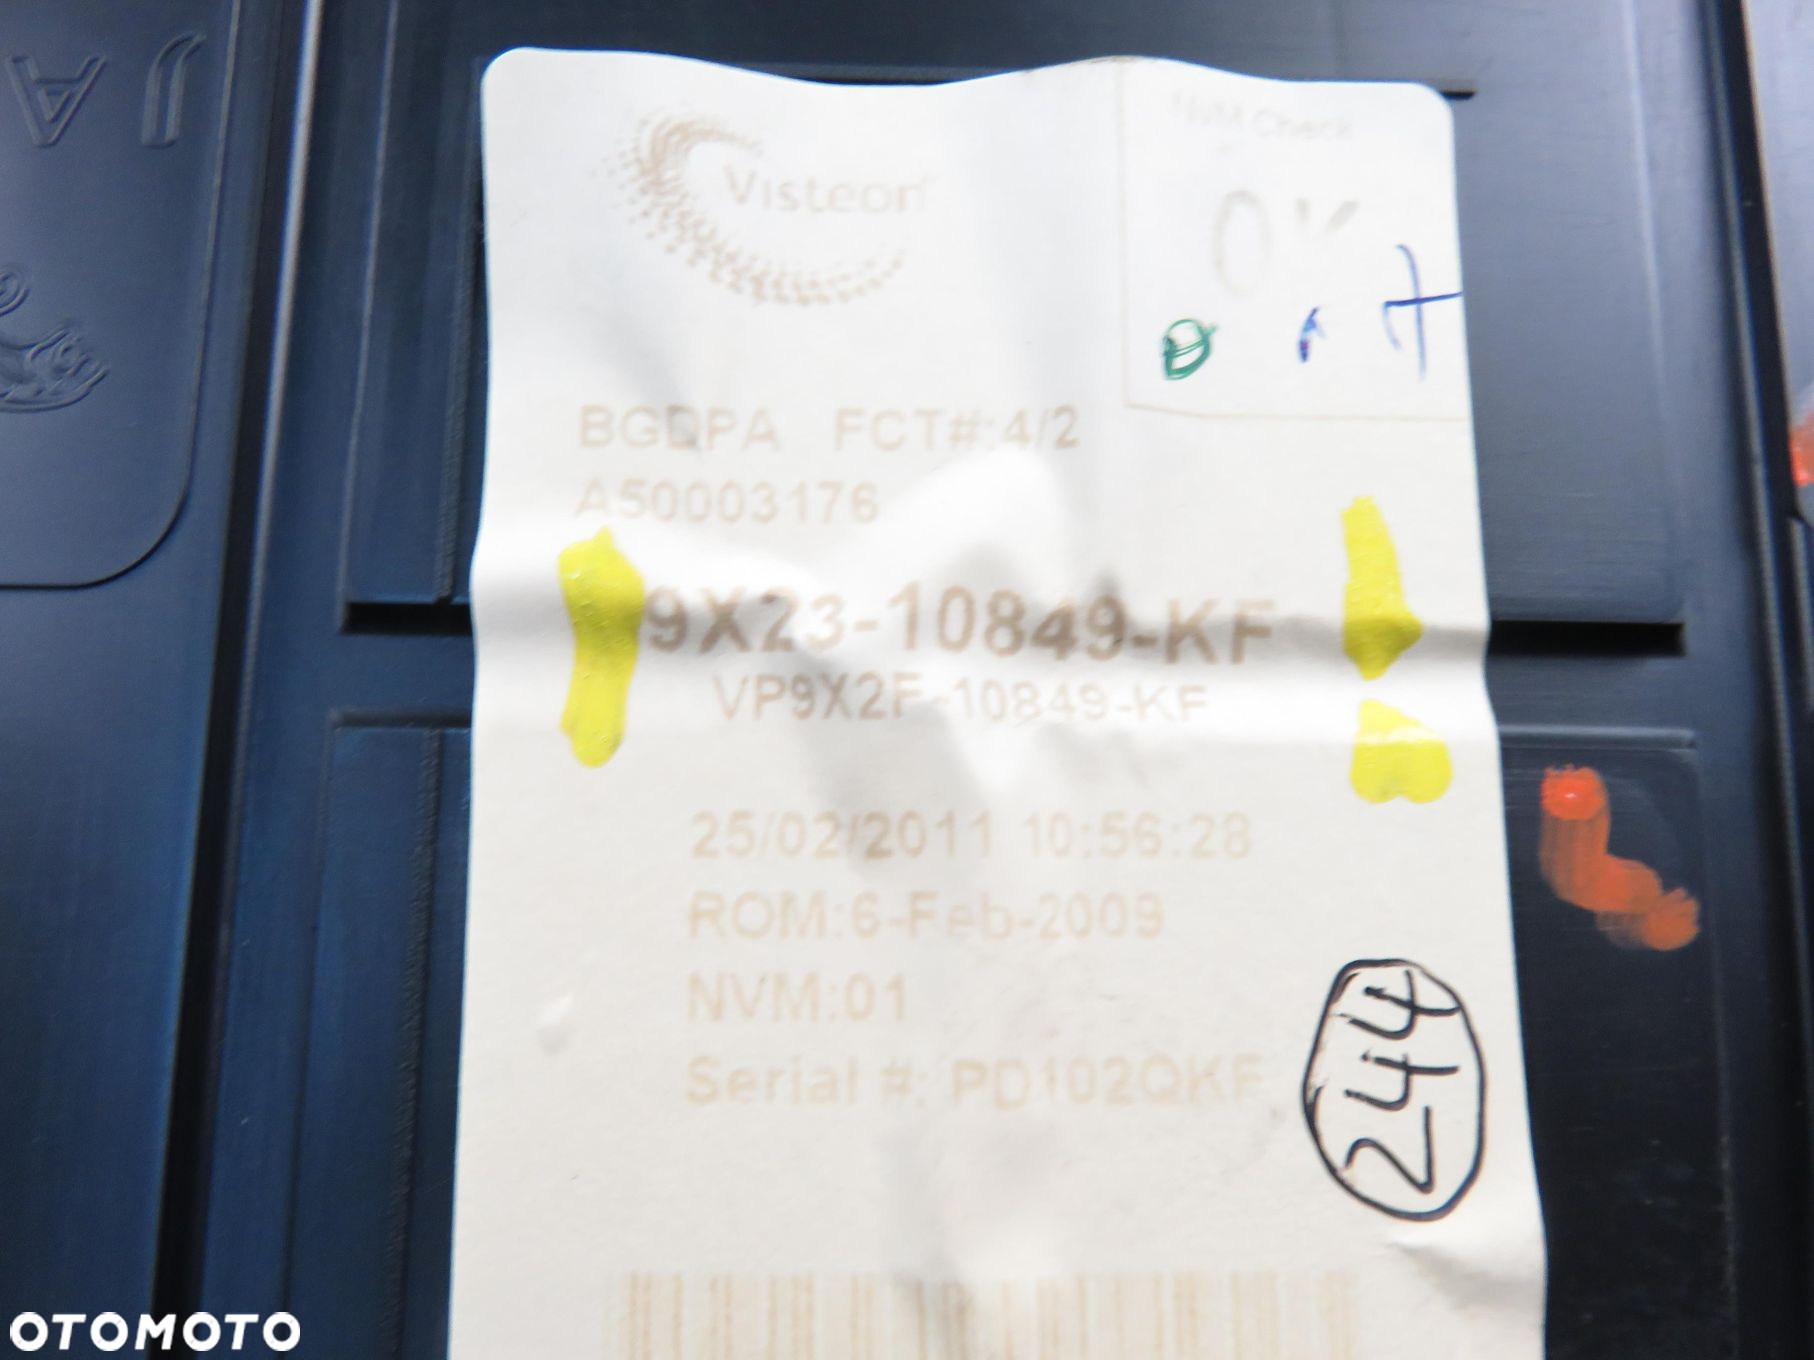 Visteon
NVM Check
OK
BGDPA FCT#:4/2
A50003176
9X23-10849-KF
VP9X2F-10849-KF
25/02/2011 10:56:28
ROM:6-Feb-2009
NVM:01
Serial #: PD102QKF
244
OTOMOTO